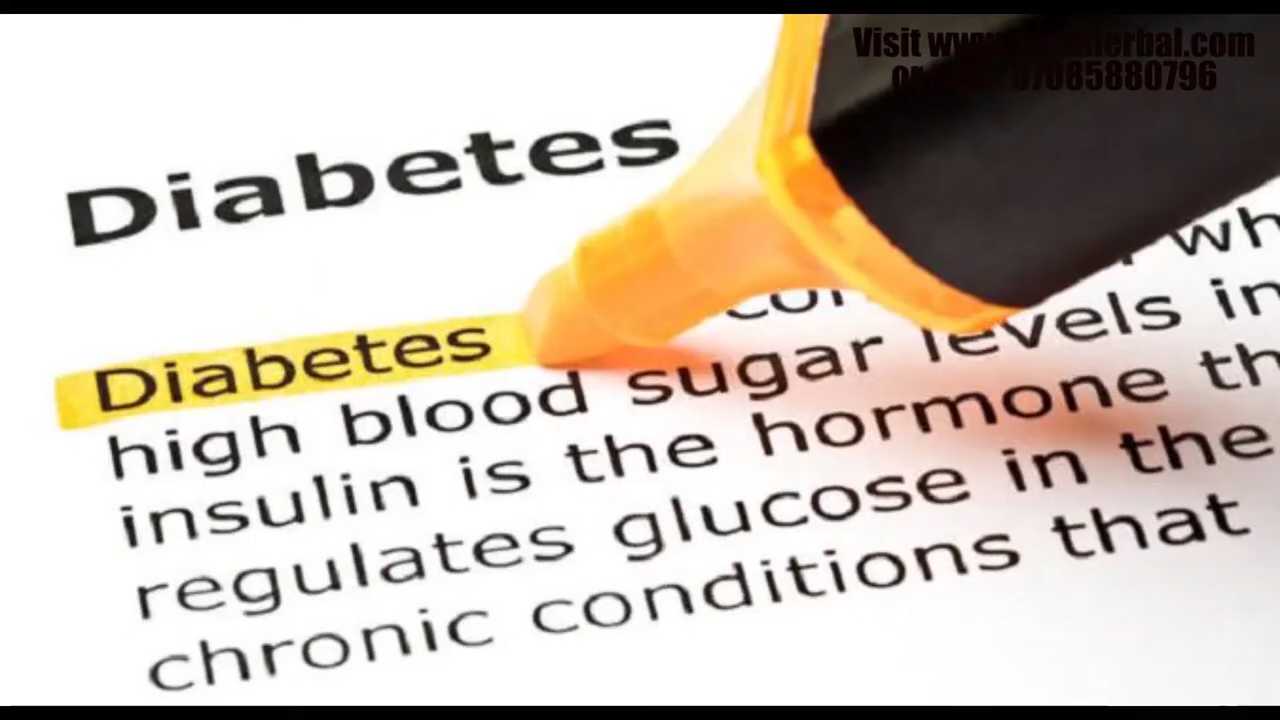 Visit
07085880796
Diabetes
Diabetes
high blood sugar levels in
insulin is the hormone
regulates glucose in the
chronic conditions that